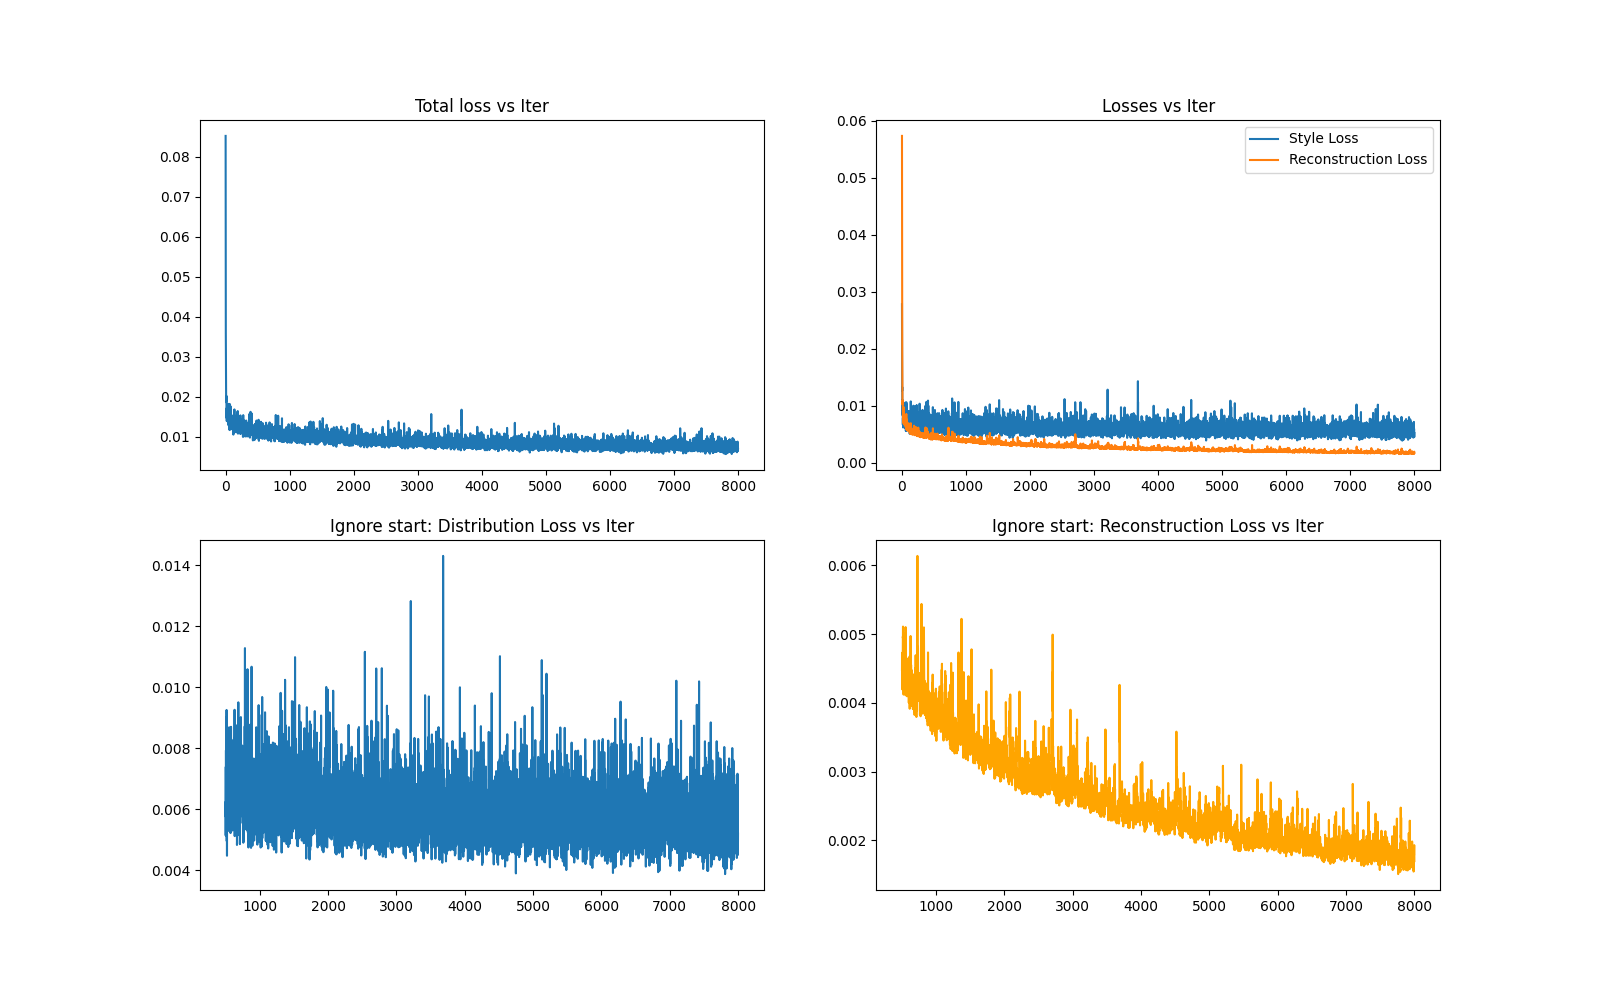 Total loss vs Iter
0.08
0.07
0.06
0.05
0.04
0.03
0.02
0.01
0 1000 2000 3000 4000 5000 6000 7000 8000
Losses vs Iter
Style Loss
Reconstruction Loss
0.06
0.05
0.04
0.03
0.02
0.01
0.00
0 1000 2000 3000 4000 5000 6000 7000 8000
Ignore start: Distribution Loss vs Iter
0.014
0.012
0.010
0.008
0.006
0.004
1000 2000 3000 4000 5000 6000 7000 8000
Ignore start: Reconstruction Loss vs Iter
0.006
0.005
0.004
0.003
0.002
1000 2000 3000 4000 5000 6000 7000 8000